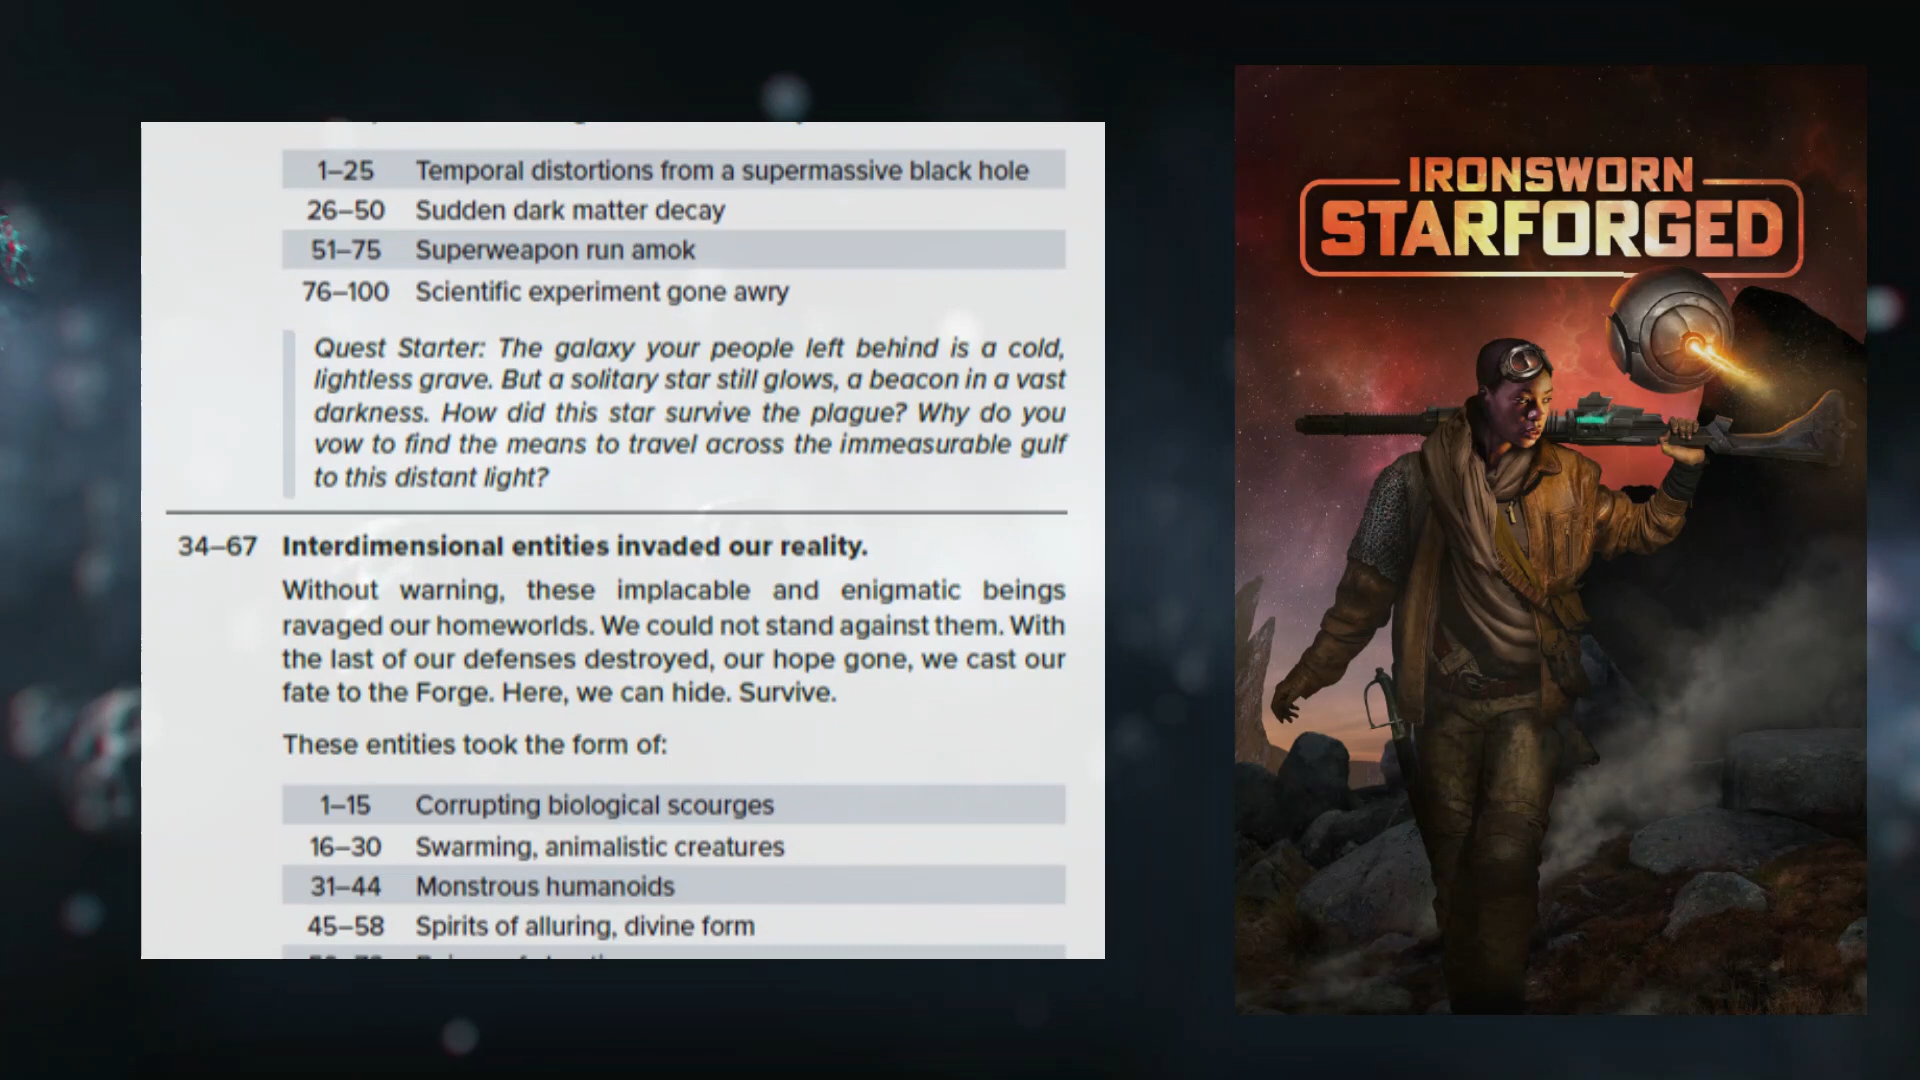 1–25 Temporal distortions from a supermassive black hole
26–50 Sudden dark matter decay
51–75 Superweapon run amok
76–100 Scientific experiment gone awry
Quest Starter: The galaxy your people left behind is a cold,
lightless grave. But a solitary star still glows, a beacon in a vast
darkness. How did this star survive the plague? Why do you
vow to find the means to travel across the immeasurable gulf
to this distant light?
34–67 Interdimensional entities invaded our reality.
Without warning, these implacable and enigmatic beings
ravaged our homeworlds. We could not stand against them. With
the last of our defenses destroyed, our hope gone, we cast our
fate to the Forge. Here, we can hide. Survive.
These entities took the form of:
1–15 Corrupting biological scourges
16–30 Swarming, animalistic creatures
31–44 Monstrous humanoids
45–58 Spirits of alluring, divine form
IRONSWORN
STARFORGED